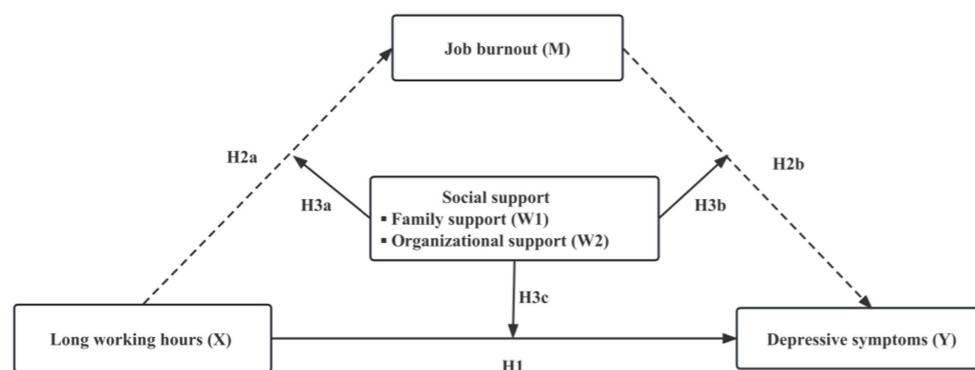 Job burnout (M)
H2a
H2b
Social support
▪ Family support (W1)
▪ Organizational support (W2)
H3a
H3b
H3c
Long working hours (X)
Depressive symptoms (Y)
H1